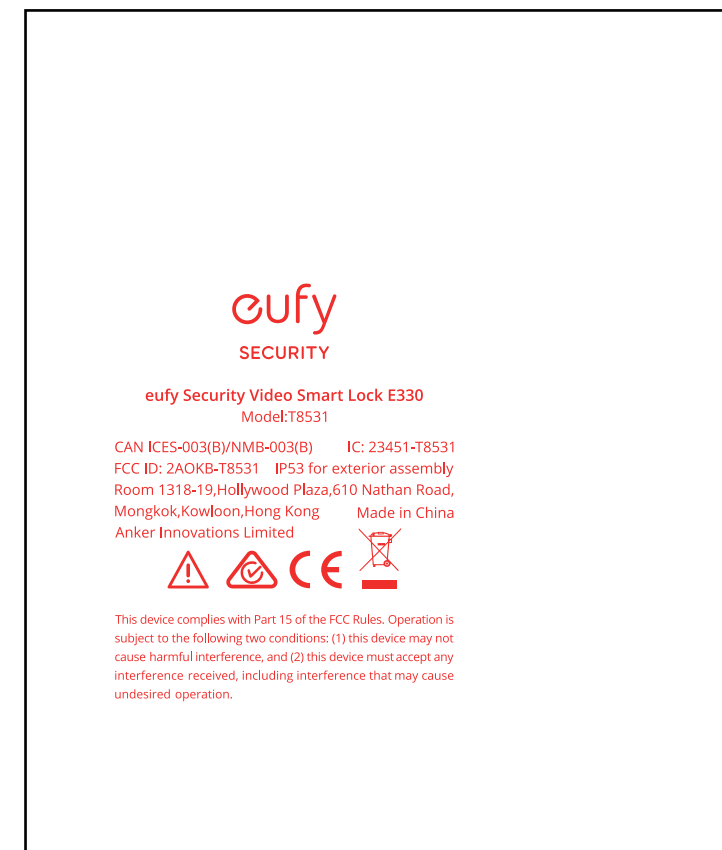 eufy
SECURITY
eufy Security Video Smart Lock E330
Model:T8531
CAN ICES-003(B)/NMB-003(B) IC: 23451-T8531
FCC ID: 2AOKB-T8531 IP53 for exterior assembly
Room 1318-19,Hollywood Plaza,610 Nathan Road,
Mongkok,Kowloon,Hong Kong Made in China
Anker Innovations Limited
CE
This device complies with Part 15 of the FCC Rules. Operation is
subject to the following two conditions: (1) this device may not
cause harmful interference, and (2) this device must accept any
interference received, including interference that may cause
undesired operation.